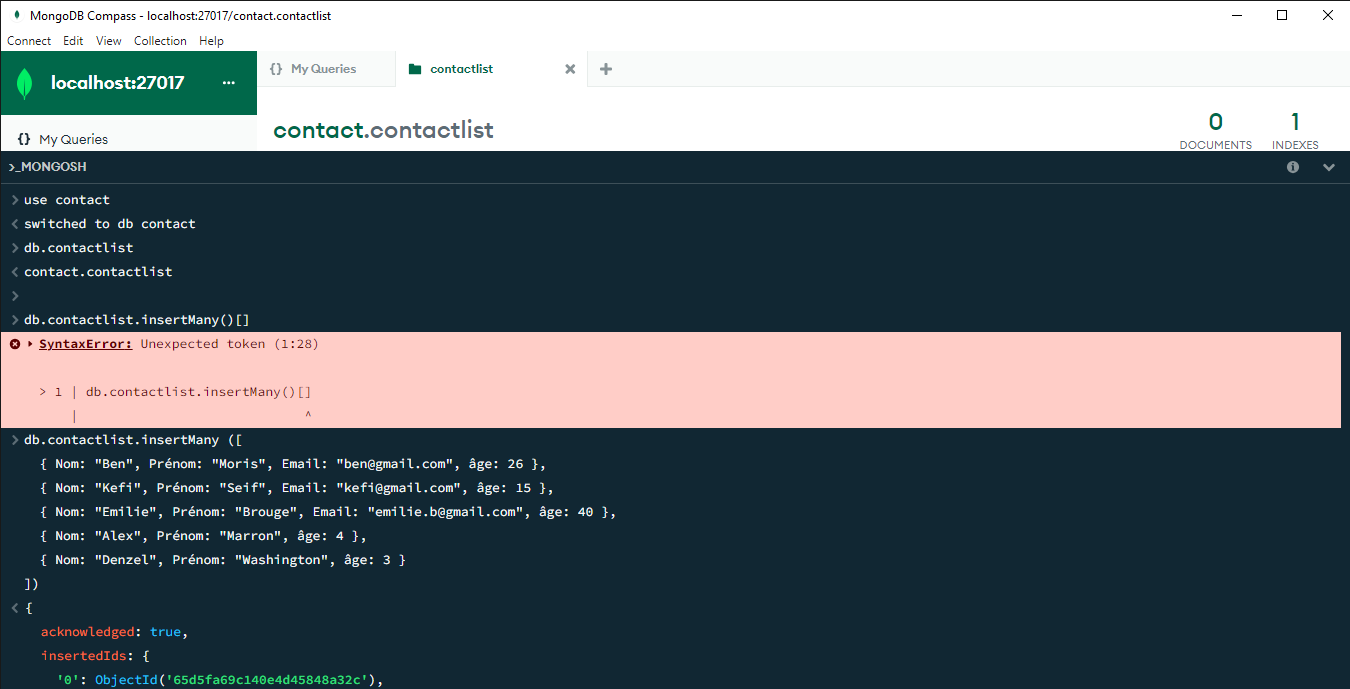 MongoDB Compass - localhost:27017/contact.contactlist
Connect Edit View Collection Help
localhost:27017 ...
{} My Queries
contactlist
{} My Queries
contact.contactlist
0
DOCUMENTS
1
INDEXES
>_MONGOSH
> use contact
< switched to db contact
> db.contactlist
< contact.contactlist
>
> db.contactlist.insertMany()[]
SyntaxError: Unexpected token (1:28)
> 1 | db.contactlist.insertMany()[]
| ^
> db.contactlist.insertMany ([
{ Nom: "Ben", Prénom: "Moris", Email: "ben@gmail.com", âge: 26 },
{ Nom: "Kefi", Prénom: "Seif", Email: "kefi@gmail.com", âge: 15 },
{ Nom: "Emilie", Prénom: "Brouge", Email: "emilie.b@gmail.com", âge: 40 },
{ Nom: "Alex", Prénom: "Marron", âge: 4 },
{ Nom: "Denzel", Prénom: "Washington", âge: 3 }
])
< {
acknowledged: true,
insertedIds: {
'0': ObjectId('65d5fa69c140e4d45848a32c'),